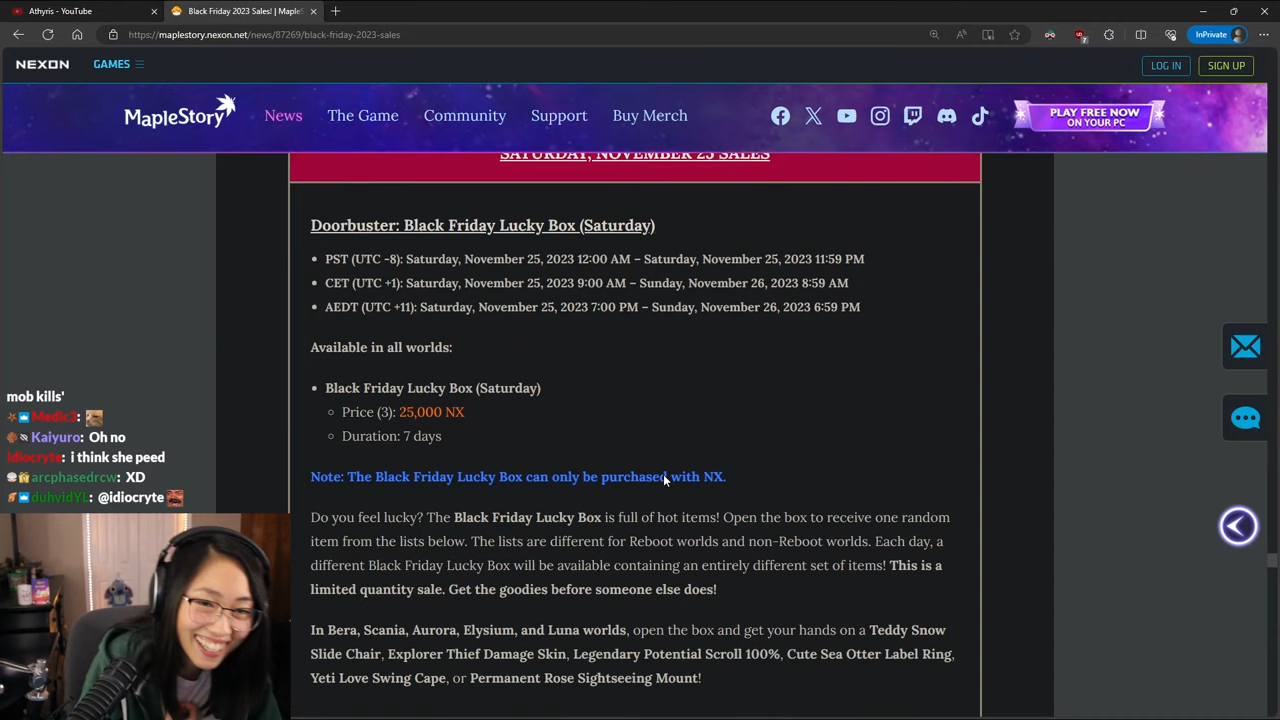 Athyris - YouTube
Black Friday 2023 Sales! | MapleS
https://maplestory.nexon.net/news/87269/black-friday-2023-sales
7
InPrivate
NEXON
GAMES
LOG IN
SIGN UP
MapleStory
News
The Game
Community
Support
Buy Merch
PLAY FREE NOW
ON YOUR PC
SATURDAY, NOVEMBER 25 SALES
Doorbuster: Black Friday Lucky Box (Saturday)
• PST (UTC -8): Saturday, November 25, 2023 12:00 AM – Saturday, November 25, 2023 11:59 PM
• CET (UTC +1): Saturday, November 25, 2023 9:00 AM – Sunday, November 26, 2023 8:59 AM
• AEDT (UTC +11): Saturday, November 25, 2023 7:00 PM – Sunday, November 26, 2023 6:59 PM
Available in all worlds:
• Black Friday Lucky Box (Saturday)
Price (3): 25,000 NX
Duration: 7 days
Note: The Black Friday Lucky Box can only be purchased with NX.
Do you feel lucky? The Black Friday Lucky Box is full of hot items! Open the box to receive one random
item from the lists below. The lists are different for Reboot worlds and non-Reboot worlds. Each day, a
different Black Friday Lucky Box will be available containing an entirely different set of items! This is a
limited quantity sale. Get the goodies before someone else does!
In Bera, Scania, Aurora, Elysium, and Luna worlds, open the box and get your hands on a Teddy Snow
Slide Chair, Explorer Thief Damage Skin, Legendary Potential Scroll 100%, Cute Sea Otter Label Ring,
Yeti Love Swing Cape, or Permanent Rose Sightseeing Mount!
mob kills'
Medic3:
Kaiyuro: Oh no
idiocryte: i think she peed
arcphasedrcw: XD
duhvidYL: @idiocryte